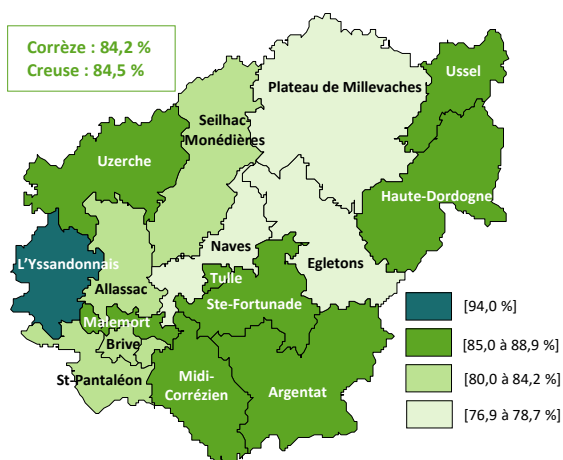 Corrèze : 84,2 %
Creuse : 84,5 %
Ussel
Plateau de Millevaches
Seilhac-
Monédières
Uzerche
Haute-Dordogne
Naves
L'Yssandonnais
Egletons
Tulle
Allassac
Ste-Fortunade
Malemort
Brive
St-Pantaléon
Midi-
Corrézien
Argentat
[94,0 %]
[85,0 à 88,9 %]
[80,0 à 84,2 %]
[76,9 à 78,7 %]